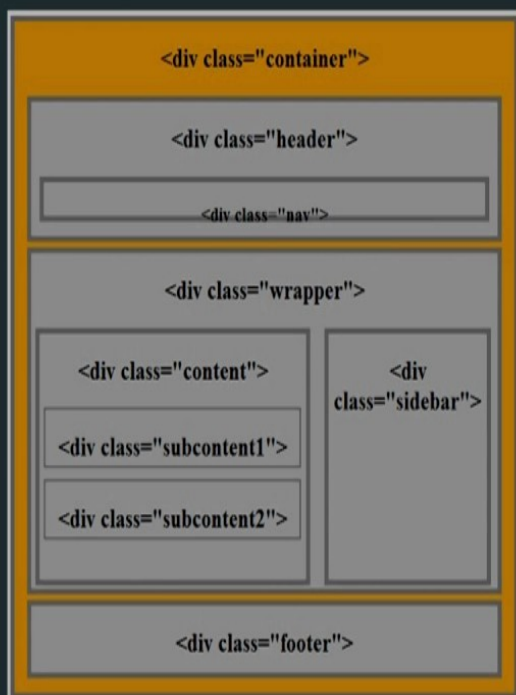 <div class="container">
<div class="header">
<div class="nav">
<div class="wrapper">
<div class="content">
<div class="subcontent1">
<div class="subcontent2">
<div
class="sidebar">
<div class="footer">